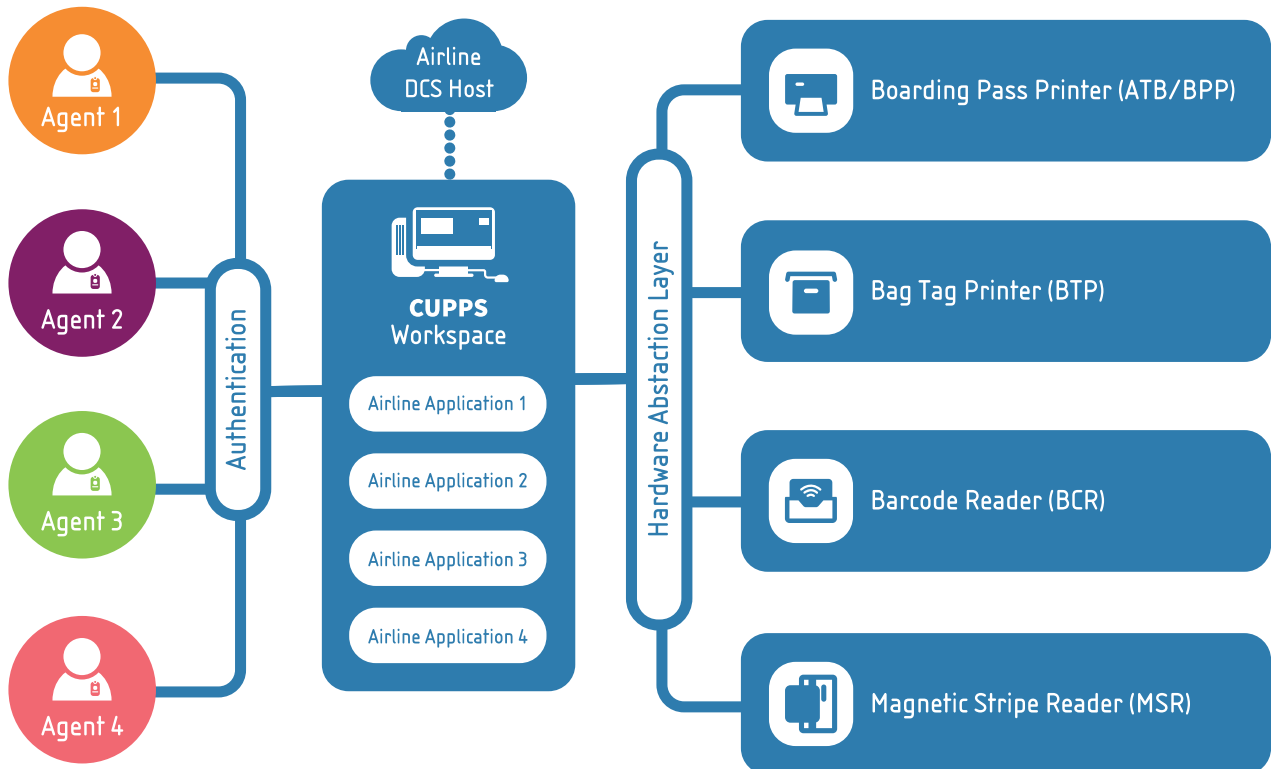 Agent 1
Agent 2
Agent 3
Agent 4
Authentication
Airline
DCS Host
CUPPS
Workspace
Airline Application 1
Airline Application 2
Airline Application 3
Airline Application 4
Hardware Abstaction Layer
Boarding Pass Printer (ATB/BPP)
Bag Tag Printer (BTP)
Barcode Reader (BCR)
Magnetic Stripe Reader (MSR)